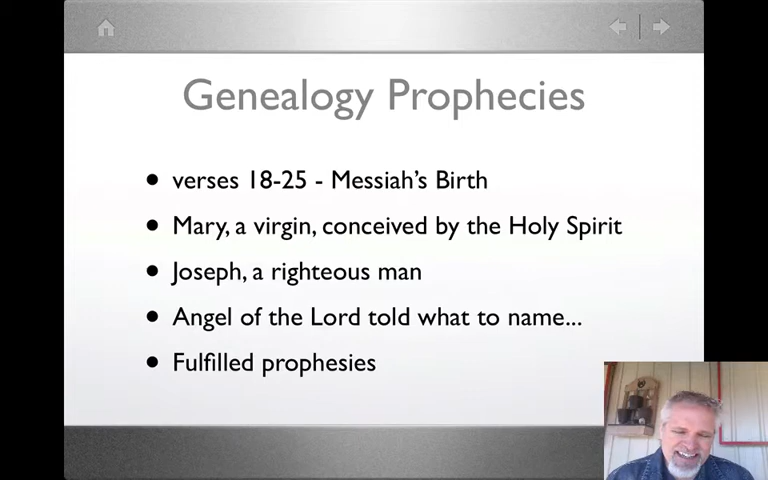 Genealogy Prophecies
• verses 18-25 - Messiah's Birth
• Mary, a virgin, conceived by the Holy Spirit
• Joseph, a righteous man
• Angel of the Lord told what to name...
• Fulfilled prophesies